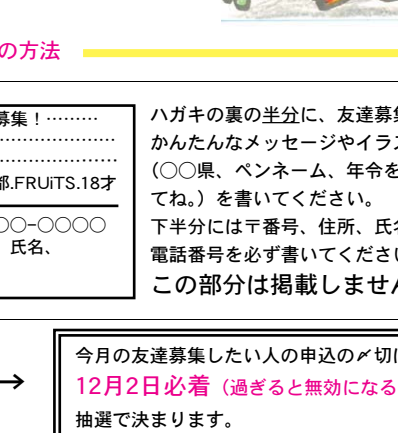 の方法
募集！………
…………………
…………………
部.FRUiTS.18才
○○−○○○○
氏名、
ハガキの裏の半分に、友達募集
かんたんなメッセージやイラス
(○○県、ペンネーム、年令を
てね。）を書いてください。
下半分には〒番号、住所、氏名
電話番号を必ず書いてください
この部分は掲載しません
→
今月の友達募集したい人の申込の〆切は
12月2日必着（過ぎると無効になる
抽選で決まります。